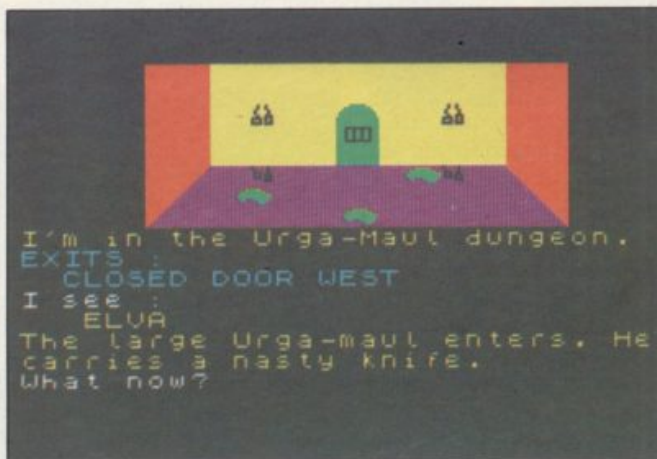 I'm in the Urga-Maul dungeon.
EXITS :
CLOSED DOOR WEST
I see :
ELVA
The large Urga-maul enters. He
carries a nasty knife.
What now?